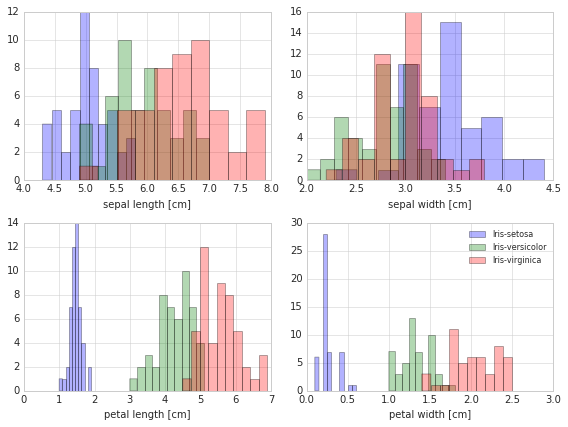 12
10
8
6
4
2
0
4.0 4.5 5.0 5.5 6.0 6.5 7.0 7.5 8.0
sepal length [cm]
16
14
12
10
8
6
4
2
0
2.0 2.5 3.0 3.5 4.0 4.5
sepal width [cm]
14
12
10
8
6
4
2
0
0 1 2 3 4 5 6 7
petal length [cm]
30
25
20
15
10
5
0
0.0 0.5 1.0 1.5 2.0 2.5 3.0
petal width [cm]
Iris-setosa
Iris-versicolor
Iris-virginica